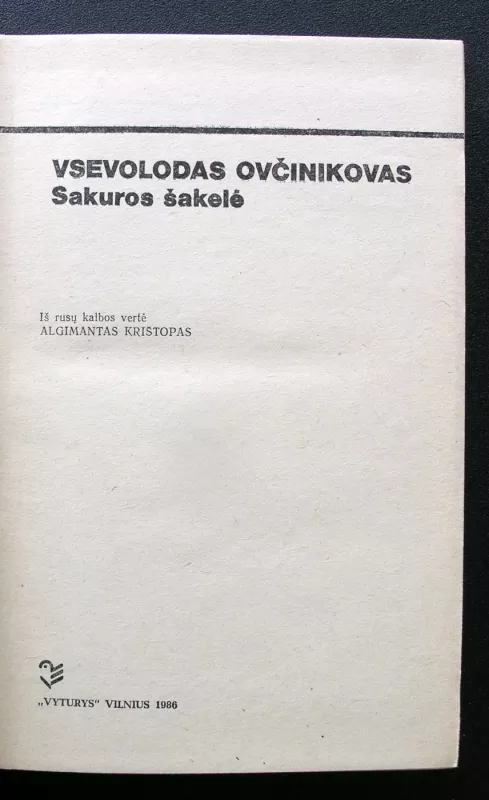 VSEVOLODAS OVČINIKOVAS
Sakuros šakelė
Iš rusų kalbos vertė
ALGIMANTAS KRISTOPAS
„VYTURYS“ VILNIUS 1986